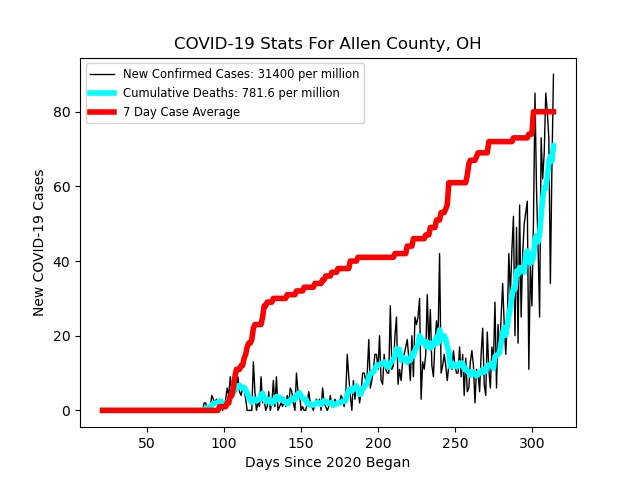 COVID-19 Stats For Allen County, OH
New Confirmed Cases: 31400 per million
Cumulative Deaths: 781.6 per million
7 Day Case Average
80
60
40
20
0
New COVID-19 Cases
50 100 150 200 250 300
Days Since 2020 Began